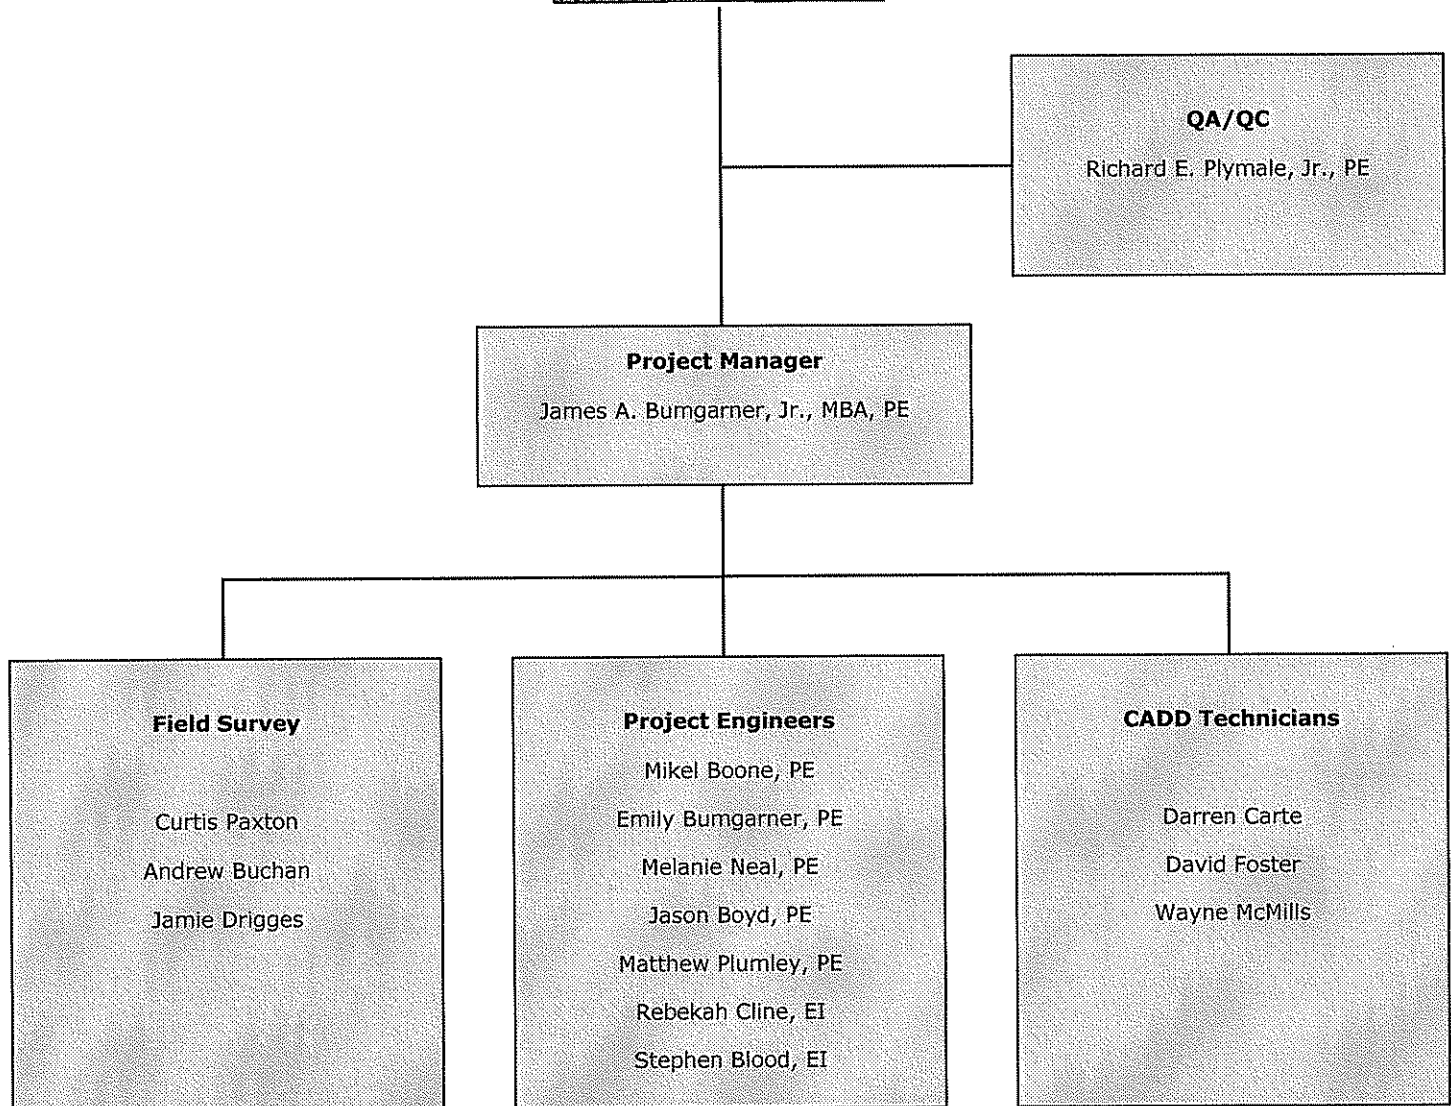 QA/QC
Richard E. Plymale, Jr., PE
Project Manager
James A. Bumgarner, Jr., MBA, PE
Field Survey
Curtis Paxton
Andrew Buchan
Jamie Drigges
Project Engineers
Mikel Boone, PE
Emily Bumgarner, PE
Melanie Neal, PE
Jason Boyd, PE
Matthew Plumley, PE
Rebekah Cline, EI
Stephen Blood, EI
CADD Technicians
Darren Carte
David Foster
Wayne McMills